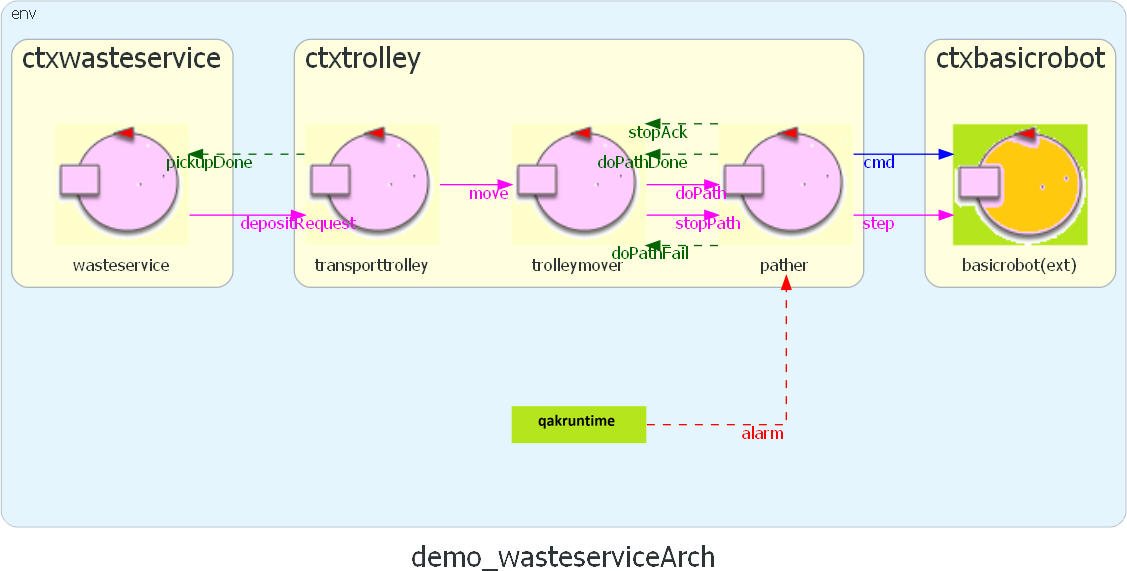 env
ctxwasteservice
ctxtrolley
ctxbasicrobot
stopAck
pickupDone
doPathDone
cmd
move
doPath
depositRequest
stopPath
step
doPathFail
wasteservice
transporttrolley
trolleymover
pather
basicrobot(ext)
qakruntime
alarm
demo_wasteserviceArch